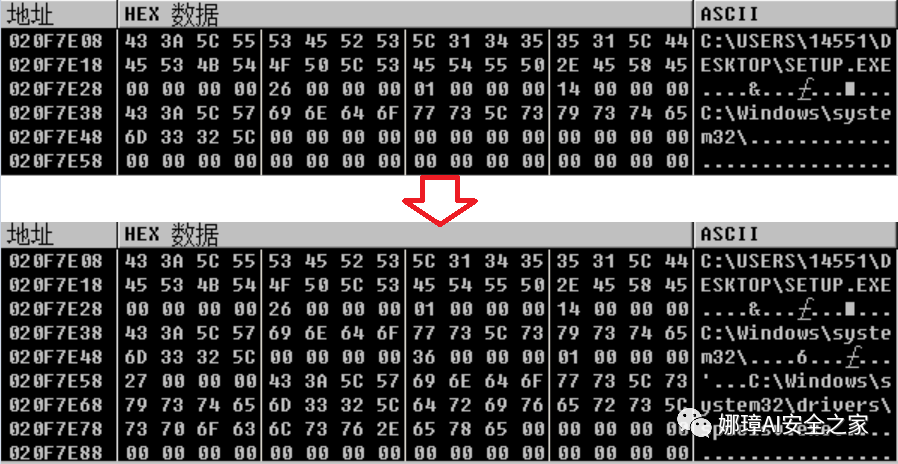 地址 HEX 数据 ASCII
020F7E08 43 3A 5C 55 53 45 52 53 5C 31 34 35 35 31 5C 44 C:\USERS\14551\D
020F7E18 45 53 4B 54 4F 50 5C 53 45 54 55 50 2E 45 58 45 ESKTOP\SETUP.EXE
020F7E28 00 00 00 00 26 00 00 00 01 00 00 00 14 00 00 00 ....&...ƒ...■...
020F7E38 43 3A 5C 57 69 6E 64 6F 77 73 5C 73 79 73 74 65 C:\Windows\syste
020F7E48 6D 33 32 5C 00 00 00 00 00 00 00 00 00 00 00 00 m32\............
020F7E58 00 00 00 00 00 00 00 00 00 00 00 00 00 00 00 00 ................
地址 HEX 数据 ASCII
020F7E08 43 3A 5C 55 53 45 52 53 5C 31 34 35 35 31 5C 44 C:\USERS\14551\D
020F7E18 45 53 4B 54 4F 50 5C 53 45 54 55 50 2E 45 58 45 ESKTOP\SETUP.EXE
020F7E28 00 00 00 00 26 00 00 00 01 00 00 00 14 00 00 00 ....&...ƒ...■...
020F7E38 43 3A 5C 57 69 6E 64 6F 77 73 5C 73 79 73 74 65 C:\Windows\syste
020F7E48 6D 33 32 5C 00 00 00 00 36 00 00 00 01 00 00 00 m32\....6...ƒ...
020F7E58 27 00 00 00 43 3A 5C 57 69 6E 64 6F 77 73 5C 73 '...C:\Windows\s
020F7E68 79 73 74 65 6D 33 32 5C 64 72 69 76 65 72 73 5C ystem32\drivers\
020F7E78 73 70 6F 63 6C 73 76 2E 65 78 65 00 00 00 00 00
020F7E88 00 00 00 00 00 00 00 00 00 00 00 00 00 00 00 00 ................
娜璋AI安全之家